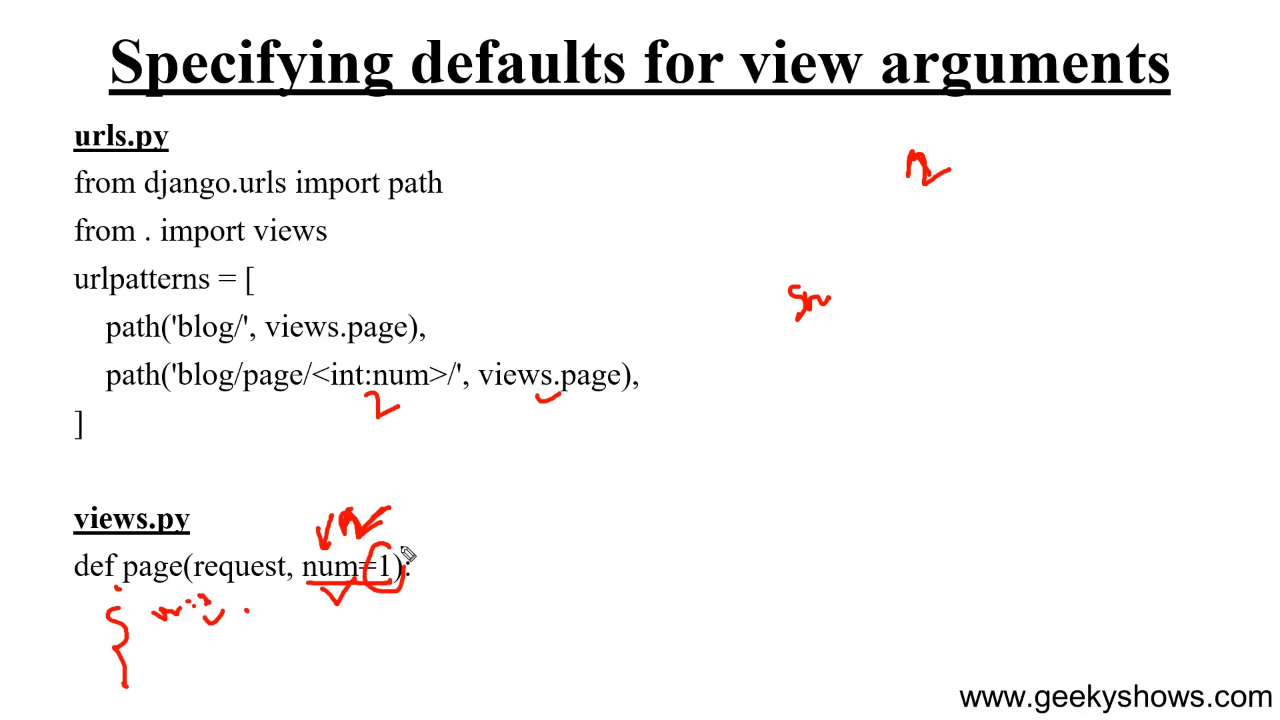 Specifying defaults for view arguments
urls.py
from django.urls import path
from . import views
urlpatterns = [
path('blog/', views.page),
path('blog/page/<int:num>/', views.page),
2
]
views.py
def page(request, num=1):
www.geekyshows.com